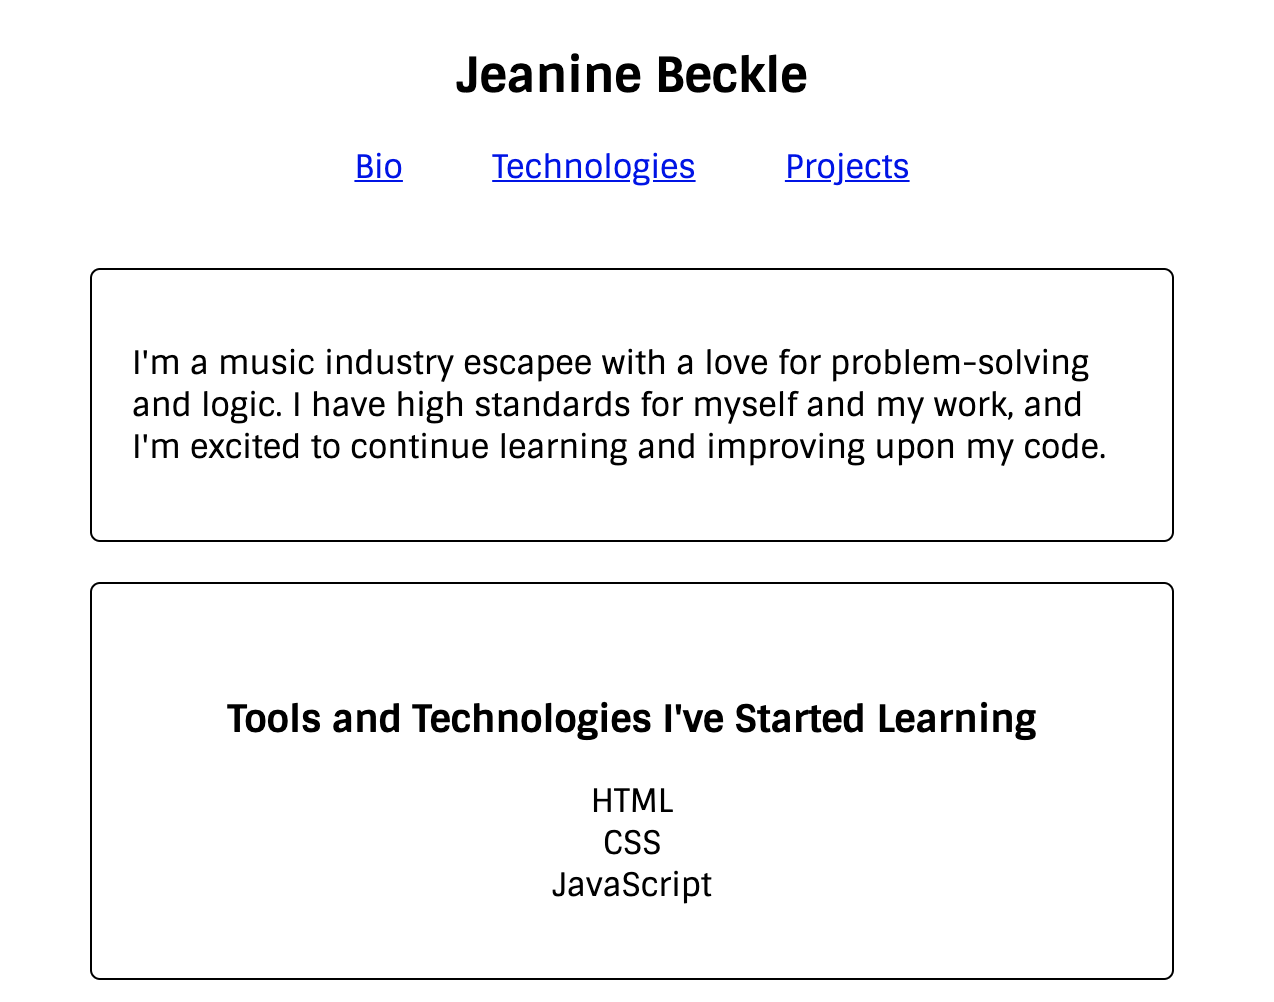 Jeanine Beckle
Bio Technologies Projects
I'm a music industry escapee with a love for problem-solving
and logic. I have high standards for myself and my work, and
I'm excited to continue learning and improving upon my code.
Tools and Technologies I've Started Learning
HTML
CSS
JavaScript